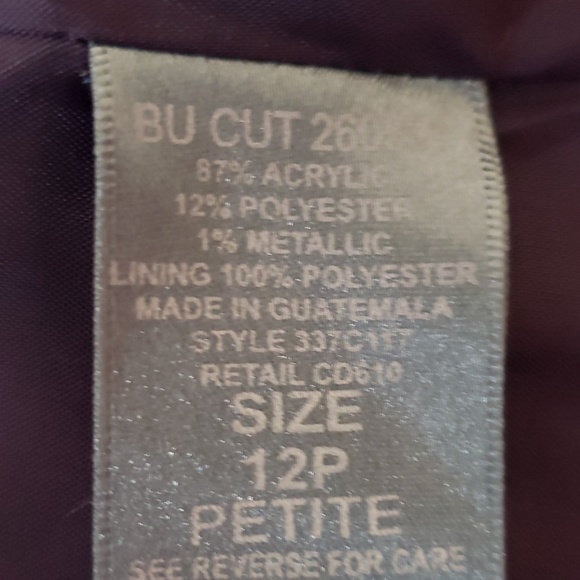 BU CUT
87% ACRYLIC
12% POLYESTER
1% METALLIC
LINING 100% POLYESTER
MADE IN GUATEMALA
STYLE 337C117
RETAIL CD610
SIZE
12P
PETITE
SEE REVERSE FOR CARE